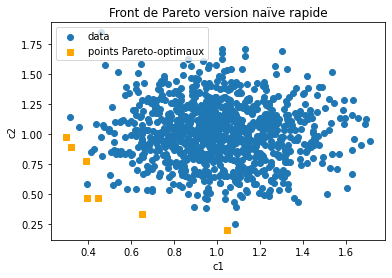 Front de Pareto version naïve rapide
data
points Pareto-optimaux
c2
1.75
1.50
1.25
1.00
0.75
0.50
0.25
0.4 0.6 0.8 1.0 1.2 1.4 1.6
c1